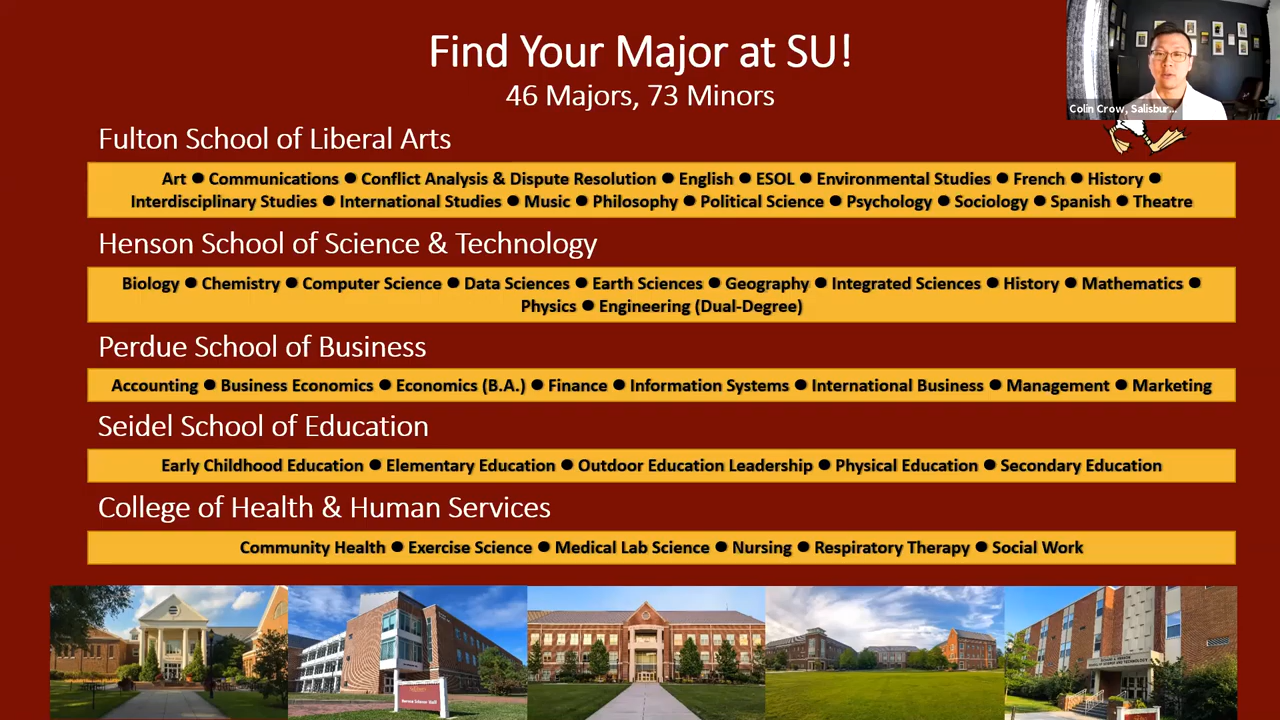 Find Your Major at SU!
46 Majors, 73 Minors
Colin Crow, Salisbur...
Fulton School of Liberal Arts
Art ● Communications ● Conflict Analysis & Dispute Resolution ● English ● ESOL ● Environmental Studies ● French ● History ●
Interdisciplinary Studies ● International Studies ● Music ● Philosophy ● Political Science ● Psychology ● Sociology ● Spanish ● Theatre
Henson School of Science & Technology
Biology ● Chemistry ● Computer Science ● Data Sciences ● Earth Sciences ● Geography ● Integrated Sciences ● History ● Mathematics ●
Physics ● Engineering (Dual-Degree)
Perdue School of Business
Accounting ● Business Economics ● Economics (B.A.) ● Finance ● Information Systems ● International Business ● Management ● Marketing
Seidel School of Education
Early Childhood Education ● Elementary Education ● Outdoor Education Leadership ● Physical Education ● Secondary Education
College of Health & Human Services
Community Health ● Exercise Science ● Medical Lab Science ● Nursing ● Respiratory Therapy ● Social Work